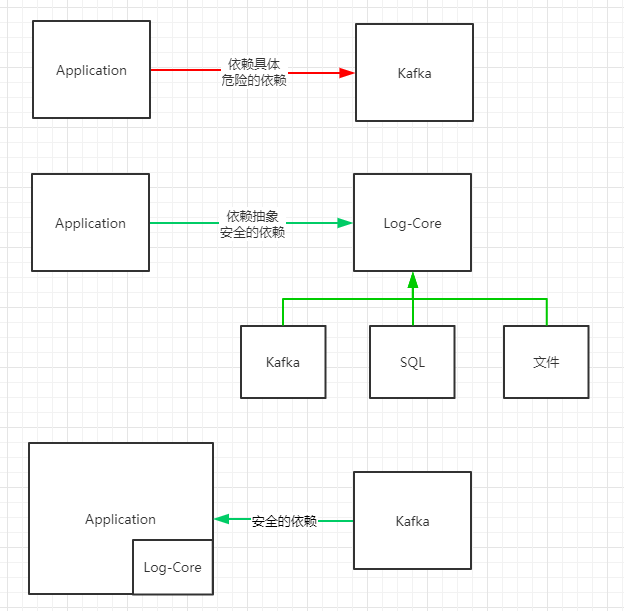 Application
依赖具体
危险的依赖
Kafka
Application
依赖抽象
安全的依赖
Log-Core
Kafka
SQL
文件
Application
安全的依赖
Kafka
Log-Core